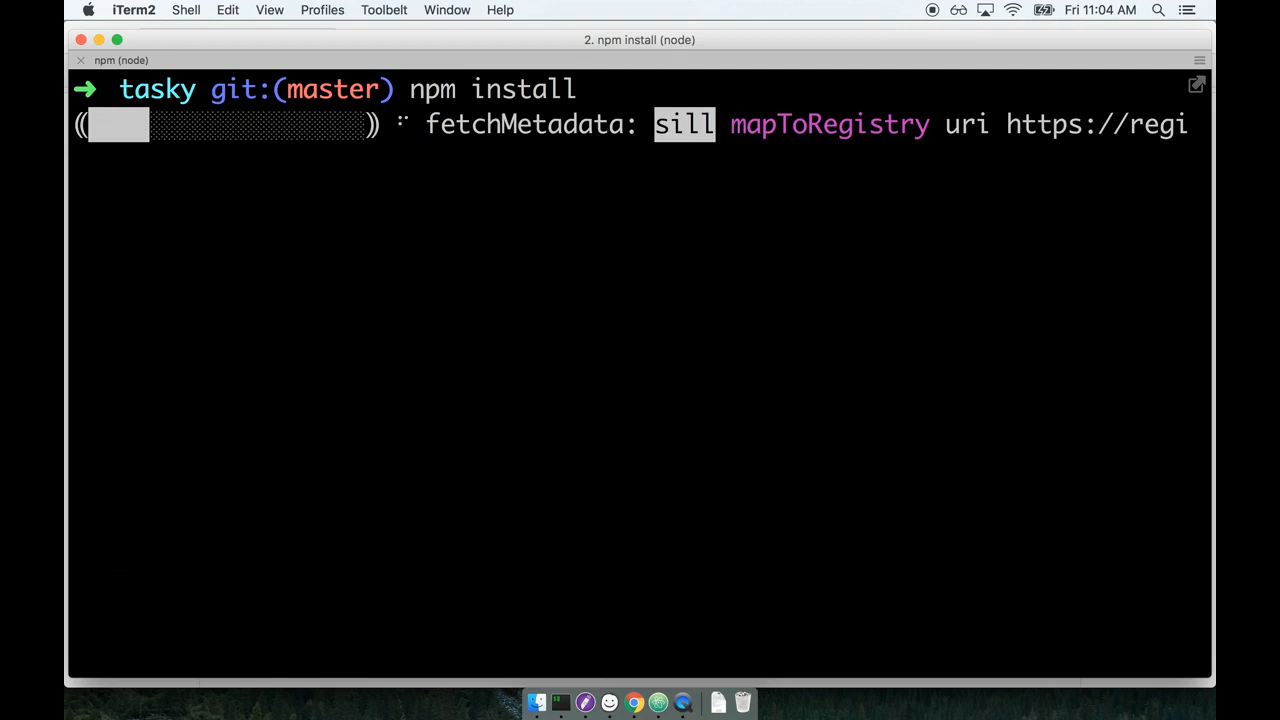 iTerm2 Shell Edit View Profiles Toolbelt Window Help Fri 11:04 AM
2. npm install (node)
npm (node)
➜ tasky git:(master) npm install
fetchMetadata: sill mapToRegistry uri https://regi